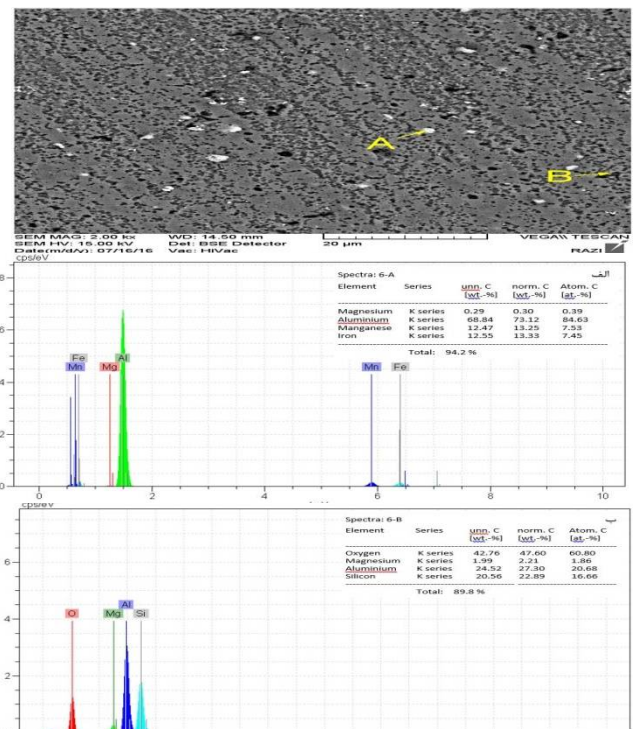 A
B
SEM MAG: 2.00 kx WD: 14.50 mm VEGA\\ TESCAN
SEM HV: 15.00 kV Det: BSE Detector 20 µm
Date(m/d/y): 07/16/16 Vac: HiVac RAZI
cps/eV
Spectra: 6-A الف
Element Series unn. C norm. C Atom. C
[wt.-%] [wt.-%] [at.-%]
Magnesium K series 0.29 0.30 0.39
Aluminium K series 68.84 73.12 84.63
Manganese K series 12.47 13.25 7.53
Iron K series 12.55 13.33 7.45
Total: 94.2 %
8
6
Fe Al
Mn Mg Mn Fe
4
2
0
0 2 4 6 8 10
cps/eV
Spectra: 6-B ب
Element Series unn. C norm. C Atom. C
[wt.-%] [wt.-%] [at.-%]
Oxygen K series 42.76 47.60 60.80
Magnesium K series 1.99 2.21 1.86
Aluminium K series 24.52 27.30 20.68
Silicon K series 20.56 22.89 16.66
Total: 89.8 %
6
Al
O Mg Si
4
2